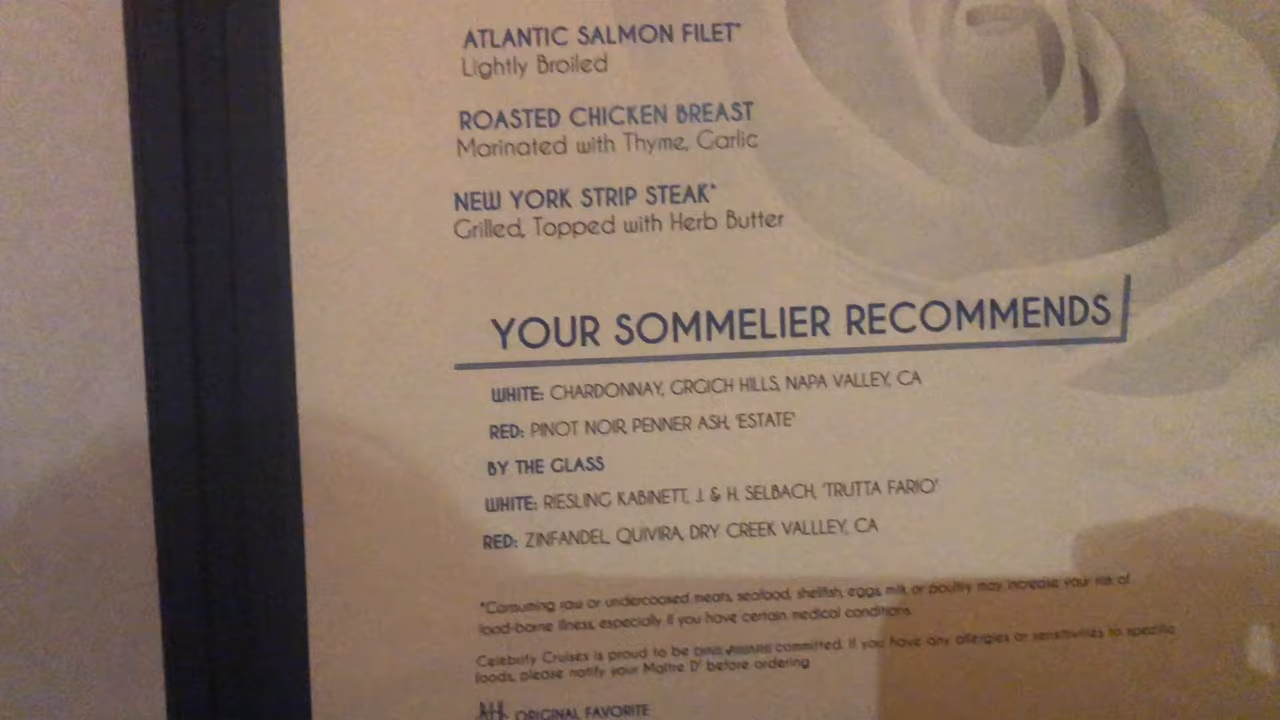 ATLANTIC SALMON FILET*
Lightly Broiled
ROASTED CHICKEN BREAST
Marinated with Thyme, Garlic
NEW YORK STRIP STEAK*
Grilled, Topped with Herb Butter
YOUR SOMMELIER RECOMMENDS
WHITE: CHARDONNAY, GRGICH HILLS, NAPA VALLEY, CA
RED: PINOT NOIR, PENNER ASH, 'ESTATE'
BY THE GLASS
WHITE: RIESLING KABINETT, J. & H. SELBACH, 'TRUTTA FARIO'
RED: ZINFANDEL, QUIVIRA, DRY CREEK VALLLEY, CA
*Consuming raw or undercooked meats, seafood, shellfish, eggs, milk, or poultry may increase your risk of
food-borne illness, especially if you have certain medical conditions.
Celebrity Cruises is proud to be DINE AWARE committed. If you have any allergies or sensitivities to specific
foods, please notify your Maître D' before ordering
ORIGINAL FAVORITE